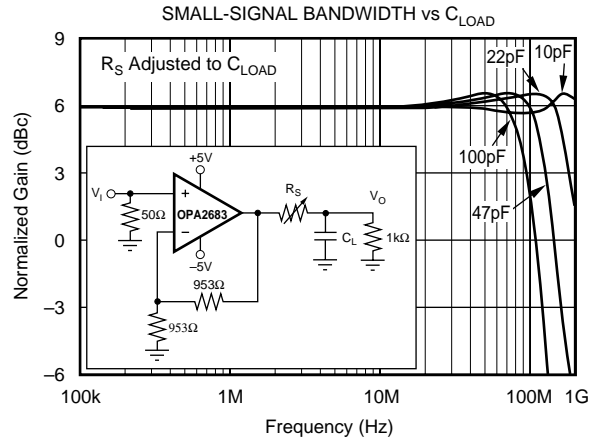 SMALL-SIGNAL BANDWIDTH vs CLOAD
Normalized Gain (dBc)
9
6
3
0
–3
–6
RS Adjusted to CLOAD
22pF
10pF
100pF
47pF
+5V
VI
50Ω
+
OPA2683
–
–5V
RS
VO
CL
1kΩ
953Ω
953Ω
100k
1M
10M
100M
1G
Frequency (Hz)